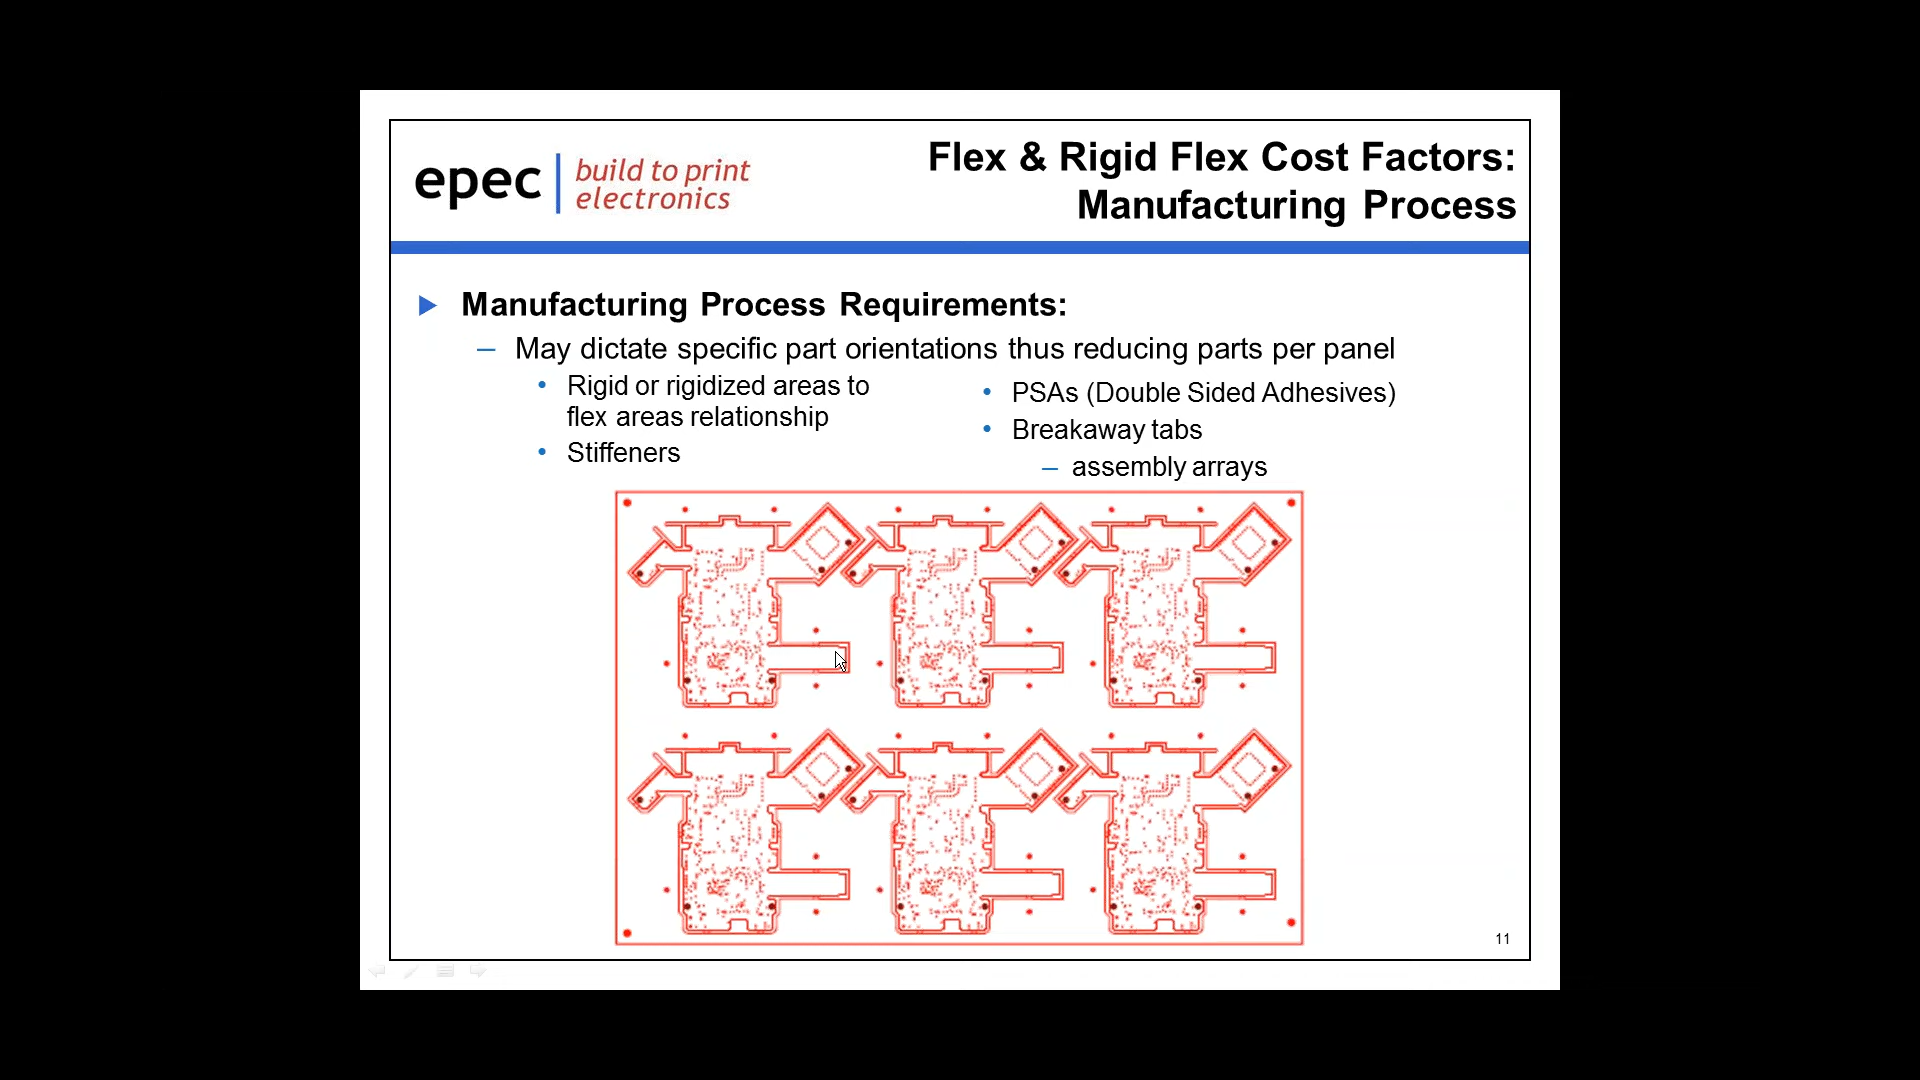 epec
build to print
electronics
Flex & Rigid Flex Cost Factors:
Manufacturing Process
Manufacturing Process Requirements:
– May dictate specific part orientations thus reducing parts per panel
• Rigid or rigidized areas to
flex areas relationship
• Stiffeners
• PSAs (Double Sided Adhesives)
• Breakaway tabs
– assembly arrays
11